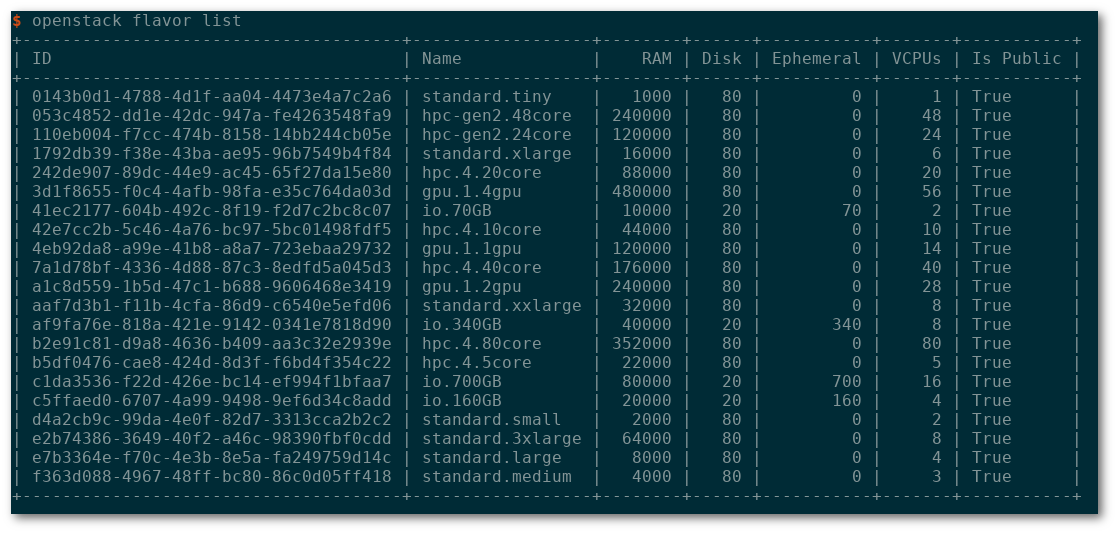 $ openstack flavor list
+--------------------------------------+------------------+--------+------+-----------+-------+-----------+
| ID                                   | Name             |    RAM | Disk | Ephemeral | VCPUs | Is Public |
+--------------------------------------+------------------+--------+------+-----------+-------+-----------+
| 0143b0d1-4788-4d1f-aa04-4473e4a7c2a6 | standard.tiny    |   1000 |   80 |         0 |     1 | True      |
| 053c4852-dd1e-42dc-947a-fe4263548fa9 | hpc-gen2.48core  | 240000 |   80 |         0 |    48 | True      |
| 110eb004-f7cc-474b-8158-14bb244cb05e | hpc-gen2.24core  | 120000 |   80 |         0 |    24 | True      |
| 1792db39-f38e-43ba-ae95-96b7549b4f84 | standard.xlarge  |  16000 |   80 |         0 |     6 | True      |
| 242de907-89dc-44e9-ac45-65f27da15e80 | hpc.4.20core     |  88000 |   80 |         0 |    20 | True      |
| 3d1f8655-f0c4-4afb-98fa-e35c764da03d | gpu.1.4gpu       | 480000 |   80 |         0 |    56 | True      |
| 41ec2177-604b-492c-8f19-f2d7c2bc8c07 | io.70GB          |  10000 |   20 |        70 |     2 | True      |
| 42e7cc2b-5c46-4a76-bc97-5bc01498fdf5 | hpc.4.10core     |  44000 |   80 |         0 |    10 | True      |
| 4eb92da8-a99e-41b8-a8a7-723ebaa29732 | gpu.1.1gpu       | 120000 |   80 |         0 |    14 | True      |
| 7a1d78bf-4336-4d88-87c3-8edfd5a045d3 | hpc.4.40core     | 176000 |   80 |         0 |    40 | True      |
| a1c8d559-1b5d-47c1-b688-9606468e3419 | gpu.1.2gpu       | 240000 |   80 |         0 |    28 | True      |
| aaf7d3b1-f11b-4cfa-86d9-c6540e5efd06 | standard.xxlarge |  32000 |   80 |         0 |     8 | True      |
| af9fa76e-818a-421e-9142-0341e7818d90 | io.340GB         |  40000 |   20 |       340 |     8 | True      |
| b2e91c81-d9a8-4636-b409-aa3c32e2939e | hpc.4.80core     | 352000 |   80 |         0 |    80 | True      |
| b5df0476-cae8-424d-8d3f-f6bd4f354c22 | hpc.4.5core      |  22000 |   80 |         0 |     5 | True      |
| c1da3536-f22d-426e-bc14-ef994f1bfaa7 | io.700GB         |  80000 |   20 |       700 |    16 | True      |
| c5ffaed0-6707-4a99-9498-9ef6d34c8add | io.160GB         |  20000 |   20 |       160 |     4 | True      |
| d4a2cb9c-99da-4e0f-82d7-3313cca2b2c2 | standard.small   |   2000 |   80 |         0 |     2 | True      |
| e2b74386-3649-40f2-a46c-98390fbf0cdd | standard.3xlarge |  64000 |   80 |         0 |     8 | True      |
| e7b3364e-f70c-4e3b-8e5a-fa249759d14c | standard.large   |   8000 |   80 |         0 |     4 | True      |
| f363d088-4967-48ff-bc80-86c0d05ff418 | standard.medium  |   4000 |   80 |         0 |     3 | True      |
+--------------------------------------+------------------+--------+------+-----------+-------+-----------+